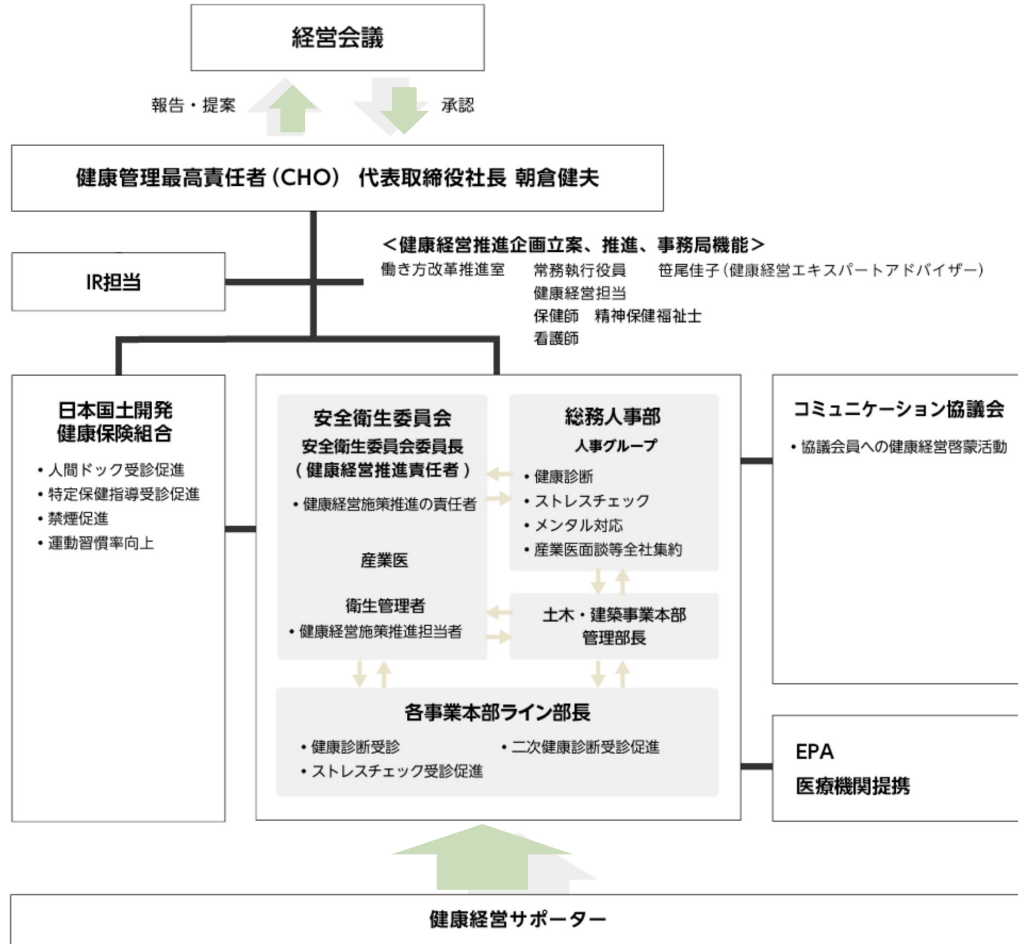 経営会議
報告・提案
承認
健康管理最高責任者(CHO) 代表取締役社長 朝倉健夫
IR担当
＜健康経営推進企画立案、推進、事務局機能＞
働き方改革推進室 常務執行役員 笹尾佳子(健康経営エキスパートアドバイザー)
健康経営担当
保健師 精神保健福祉士
看護師
日本国土開発
健康保険組合
・人間ドック受診促進
・特定保健指導受診促進
・禁煙促進
・運動習慣率向上
安全衛生委員会
安全衛生委員会委員長
(健康経営推進責任者)
・健康経営施策推進の責任者
産業医
衛生管理者
・健康経営施策推進担当者
総務人事部
人事グループ
・健康診断
・ストレスチェック
・メンタル対応
・産業医面談等全社集約
土木・建築事業本部
管理部長
各事業本部ライン部長
・健康診断受診
・ストレスチェック受診促進
・二次健康診断受診促進
コミュニケーション協議会
・協議会員への健康経営啓蒙活動
EPA
医療機関提携
健康経営サポーター